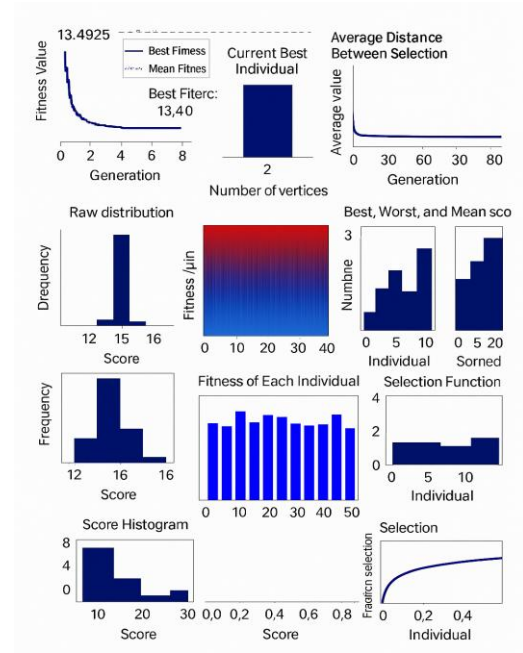 13.4925
Fitness Value
Best Fimess
Mean Fitnes
Best Fiterc:
13,40
0 2 4 6 8
Generation
Current Best
Individual
2
Number of vertices
Average Distance
Between Selection
Average value
0 30 60 30 80
Generation
Raw distribution
Drequency
12 15 16
Score
Fitness /µin
0 10 20 30 40
Best, Worst, and Mean sco
3
Numbne
0 5 10
Individual
5 20
Sorned
Frequency
12 16 16
Score
Fitness of Each Individual
0 10 20 30 40 50
Selection Function
4
2
0
0 5 10
Individual
Score Histogram
8
4
0
10 20 30
Score
0,0 0,2 0,4 0,6 0,8
Score
Selection
0 0,2 0,4
Individual